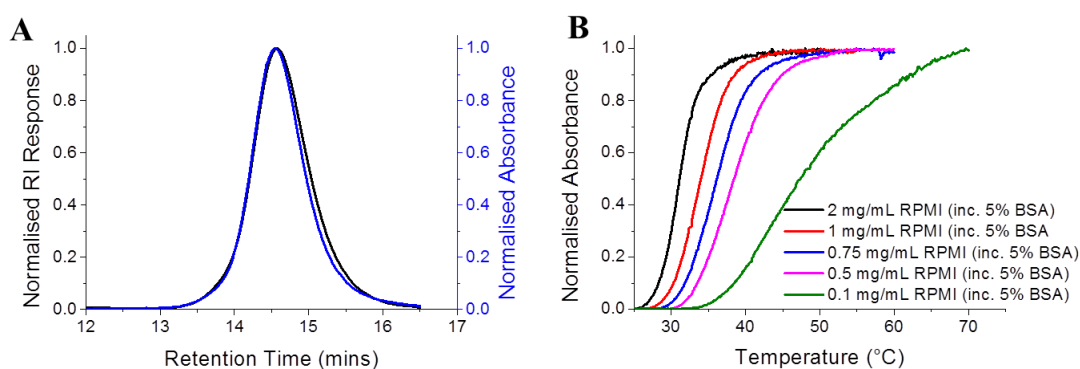 A
Normalised RI Response
1.0
0.8
0.6
0.4
0.2
0.0
12
13
14
15
16
17
Retention Time (mins)
1.0
0.8
0.6
0.4
0.2
0.0
Normalised Absorbance
B
Normalised Absorbance
1.0
0.8
0.6
0.4
0.2
0.0
30
40
50
60
70
Temperature (°C)
2 mg/mL RPMI (inc. 5% BSA)
1 mg/mL RPMI (inc. 5% BSA
0.75 mg/mL RPMI (inc. 5% BSA)
0.5 mg/mL RPMI (inc. 5% BSA)
0.1 mg/mL RPMI (inc. 5% BSA)